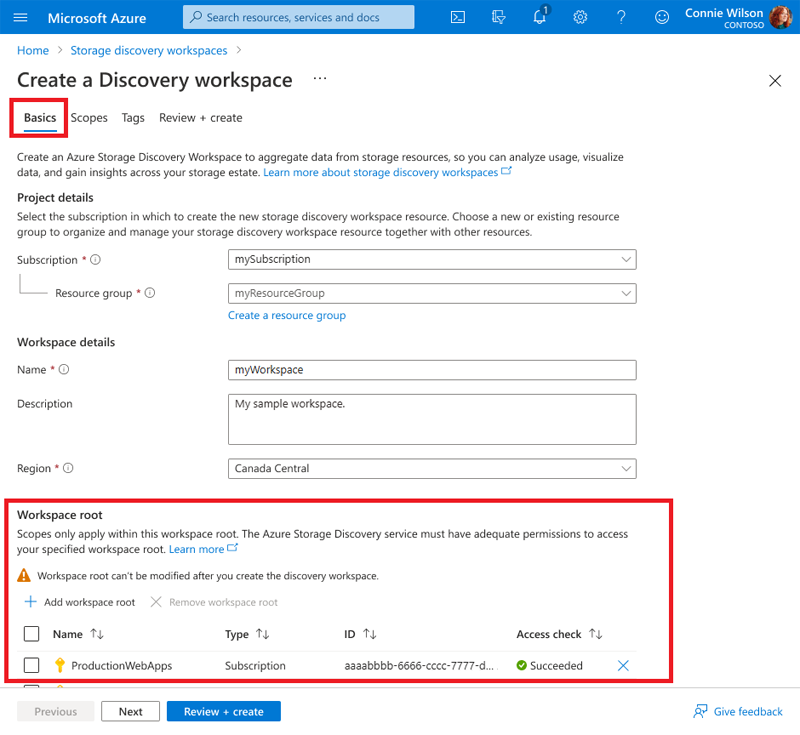 Microsoft Azure
Search resources, services and docs
1
Connie Wilson
CONTOSO
Home > Storage discovery workspaces >
Create a Discovery workspace ...
Basics Scopes Tags Review + create
Create an Azure Storage Discovery Workspace to aggregate data from storage resources, so you can analyze usage, visualize
data, and gain insights across your storage estate. Learn more about storage discovery workspaces
Project details
Select the subscription in which to create the new storage discovery workspace resource. Choose a new or existing resource
group to organize and manage your storage discovery workspace resource together with other resources.
Subscription * mySubscription
Resource group * myResourceGroup
Create a resource group
Workspace details
Name * myWorkspace
Description My sample workspace.
Region * Canada Central
Workspace root
Scopes only apply within this workspace root. The Azure Storage Discovery service must have adequate permissions to access
your specified workspace root. Learn more
Workspace root can't be modified after you create the discovery workspace.
+ Add workspace root Remove workspace root
Name ↑↓ Type ↑↓ ID ↑↓ Access check ↑↓
ProductionWebApps Subscription aaaabbbb-6666-cccc-7777-d... Succeeded
Previous Next Review + create Give feedback